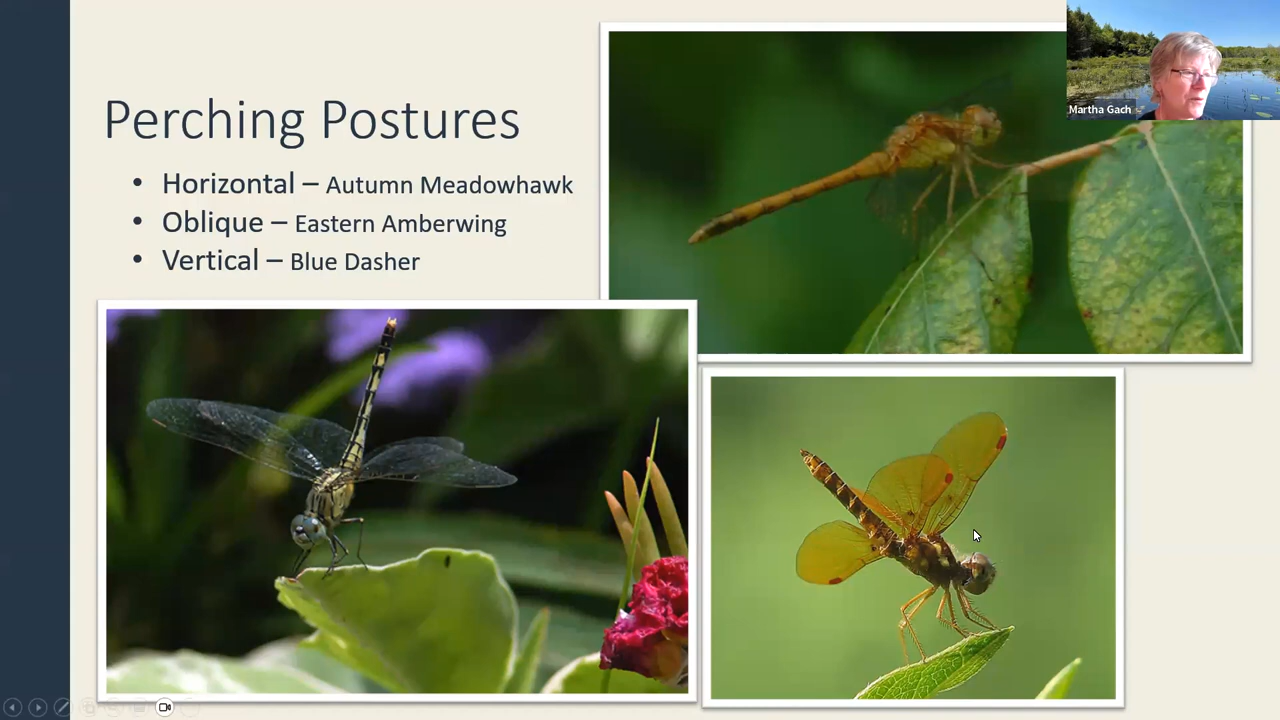 Perching Postures
• Horizontal – Autumn Meadowhawk
• Oblique – Eastern Amberwing
• Vertical – Blue Dasher
Martha Gach